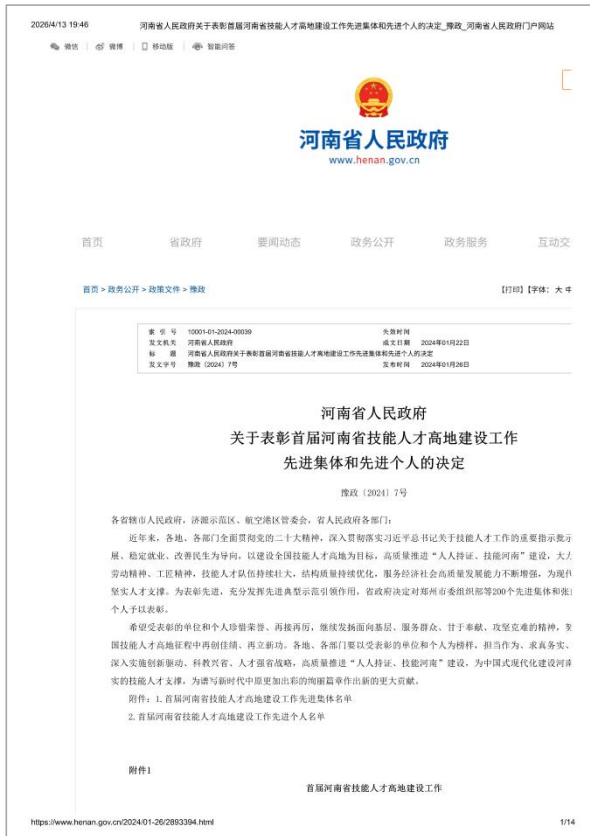 2026/4/13 19:46 河南省人民政府关于表彰首届河南省技能人才高地建设工作先进集体和先进个人的决定_豫政_河南省人民政府门户网站
微信 微博 移动版 智能问答
河南省人民政府
www.henan.gov.cn
首页 省政府 要闻动态 政务公开 政务服务 互动交
首页 > 政务公开 > 政策文件 > 豫政 【打印】【字体：大 中
索 引 号 10001-01-2024-00039 失效时间
发文机关 河南省人民政府 成文日期 2024年01月22日
标 题 河南省人民政府关于表彰首届河南省技能人才高地建设工作先进集体和先进个人的决定
发文字号 豫政〔2024〕7号 发布时间 2024年01月26日
河南省人民政府
关于表彰首届河南省技能人才高地建设工作
先进集体和先进个人的决定
豫政〔2024〕7号
各省辖市人民政府，济源示范区、航空港区管委会，省人民政府各部门：
近年来，各地、各部门全面贯彻党的二十大精神，深入贯彻落实习近平总书记关于技能人才工作的重要指示批示
展、稳定就业、改善民生为导向，以建设全国技能人才高地为目标，高质量推进“人人持证、技能河南”建设，大力
劳动精神、工匠精神，技能人才队伍持续壮大，结构质量持续优化，服务经济社会高质量发展能力不断增强，为现代
坚实人才支撑。为表彰先进，充分发挥先进典型示范引领作用，省政府决定对郑州市委组织部等200个先进集体和张
个人予以表彰。
希望受表彰的单位和个人珍惜荣誉、再接再厉，继续发扬面向基层、服务群众、甘于奉献、攻坚克难的精神，努
国技能人才高地征程中再创佳绩、再立新功。各地、各部门要以受表彰的单位和个人为榜样，担当作为、求真务实、
深入实施创新驱动、科教兴省、人才强省战略，高质量推进“人人持证、技能河南”建设，为中国式现代化建设河南
实的技能人才支撑，为谱写新时代中原更加出彩的绚丽篇章作出新的更大贡献。
附件：1.首届河南省技能人才高地建设工作先进集体名单
2.首届河南省技能人才高地建设工作先进个人名单
附件1
首届河南省技能人才高地建设工作
https://www.henan.gov.cn/2024/01-26/2893394.html 1/14